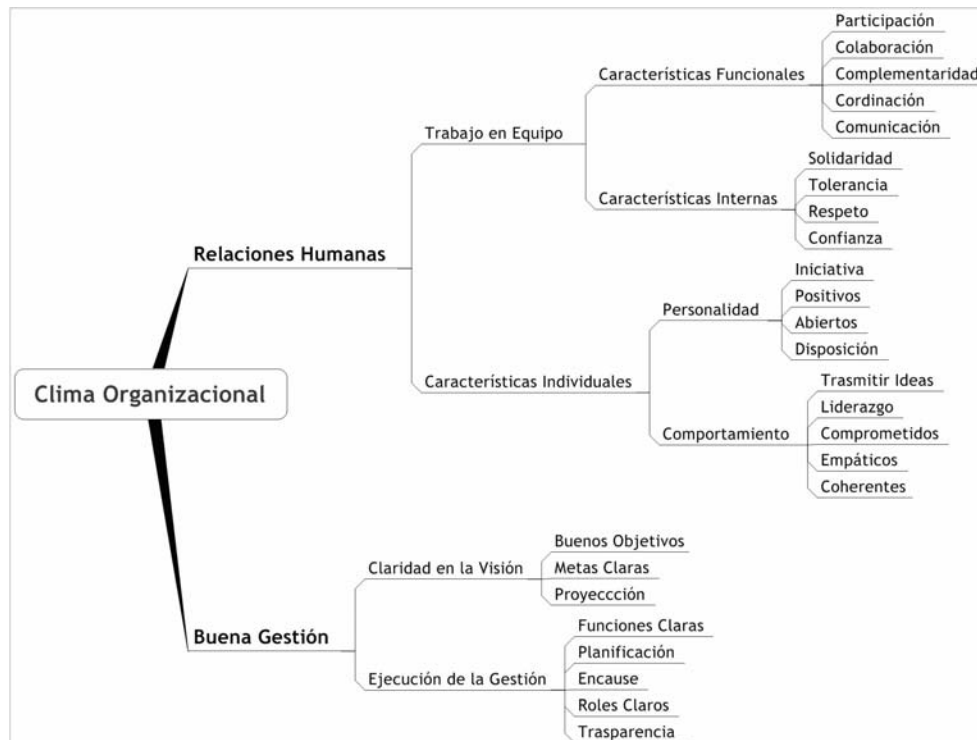 Clima Organizacional
Relaciones Humanas
Trabajo en Equipo
Características Funcionales
Participación
Colaboración
Complementaridad
Cordinación
Comunicación
Características Internas
Solidaridad
Tolerancia
Respeto
Confianza
Características Individuales
Personalidad
Iniciativa
Positivos
Abiertos
Disposición
Comportamiento
Trasmitir Ideas
Liderazgo
Comprometidos
Empáticos
Coherentes
Buena Gestión
Claridad en la Visión
Buenos Objetivos
Metas Claras
Proyeccción
Ejecución de la Gestión
Funciones Claras
Planificación
Encause
Roles Claros
Trasparencia